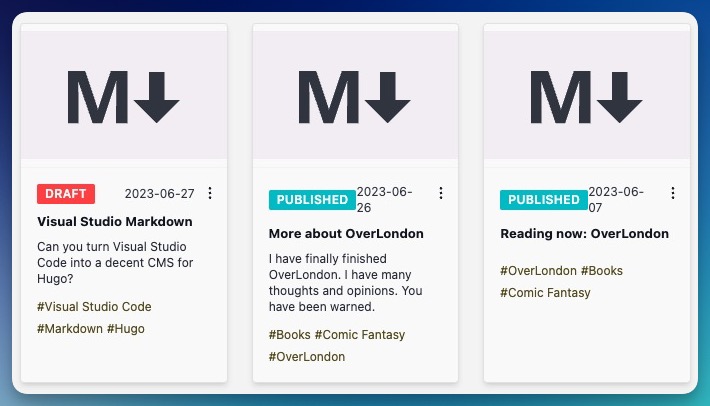 M
DRAFT 2023-06-27
Visual Studio Markdown
Can you turn Visual Studio
Code into a decent CMS for
Hugo?
#Visual Studio Code
#Markdown #Hugo
M
PUBLISHED 2023-06-
26
More about OverLondon
I have finally finished
OverLondon. I have many
thoughts and opinions. You
have been warned.
#Books #Comic Fantasy
#OverLondon
M
PUBLISHED 2023-06-
07
Reading now: OverLondon
#OverLondon #Books
#Comic Fantasy